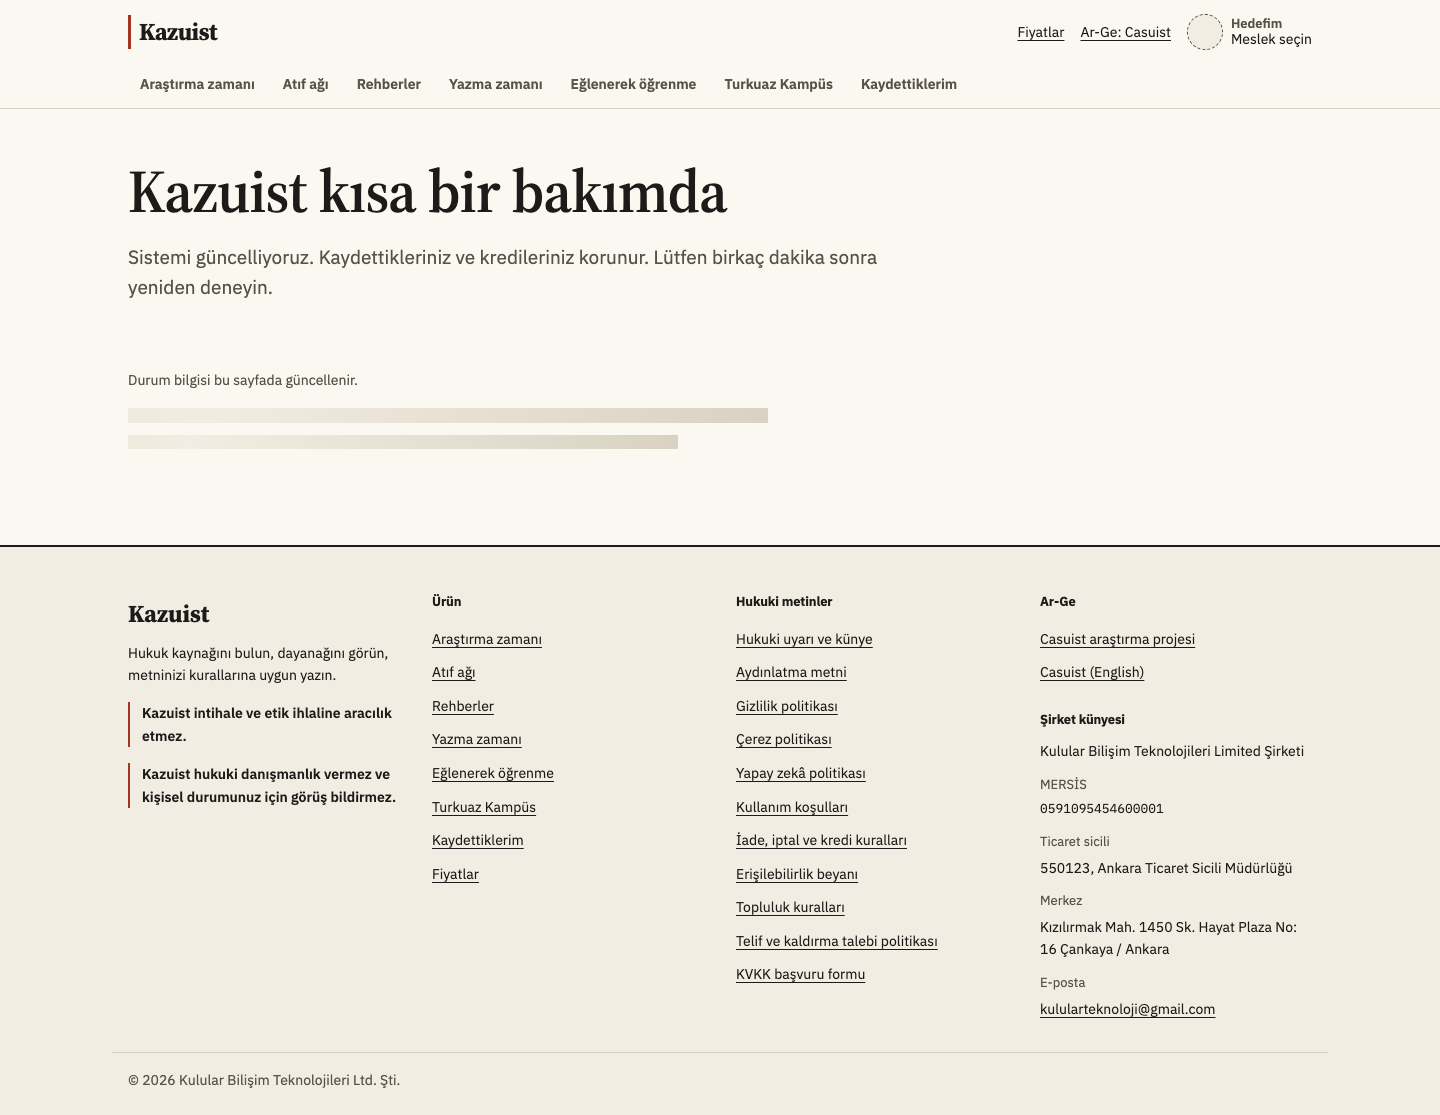 Kazuist
Fiyatlar
Ar-Ge: Casuist
Hedefim
Meslek seçin
Araştırma zamanı
Atıf ağı
Rehberler
Yazma zamanı
Eğlenerek öğrenme
Turkuaz Kampüs
Kaydettiklerim
Kazuist kısa bir bakımda
Sistemi güncelliyoruz. Kaydettikleriniz ve kredileriniz korunur. Lütfen birkaç dakika sonra
yeniden deneyin.
Durum bilgisi bu sayfada güncellenir.
Kazuist
Hukuk kaynağını bulun, dayanağını görün,
metninizi kurallarına uygun yazın.
Kazuist intihale ve etik ihlaline aracılık
etmez.
Kazuist hukuki danışmanlık vermez ve
kişisel durumunuz için görüş bildirmez.
Ürün
Araştırma zamanı
Atıf ağı
Rehberler
Yazma zamanı
Eğlenerek öğrenme
Turkuaz Kampüs
Kaydettiklerim
Fiyatlar
Hukuki metinler
Hukuki uyarı ve künye
Aydınlatma metni
Gizlilik politikası
Çerez politikası
Yapay zekâ politikası
Kullanım koşulları
İade, iptal ve kredi kuralları
Erişilebilirlik beyanı
Topluluk kuralları
Telif ve kaldırma talebi politikası
KVKK başvuru formu
Ar-Ge
Casuist araştırma projesi
Casuist (English)
Şirket künyesi
Kulular Bilişim Teknolojileri Limited Şirketi
MERSİS
0591095454600001
Ticaret sicili
550123, Ankara Ticaret Sicili Müdürlüğü
Merkez
Kızılırmak Mah. 1450 Sk. Hayat Plaza No:
16 Çankaya / Ankara
E-posta
kulularteknoloji@gmail.com
© 2026 Kulular Bilişim Teknolojileri Ltd. Şti.